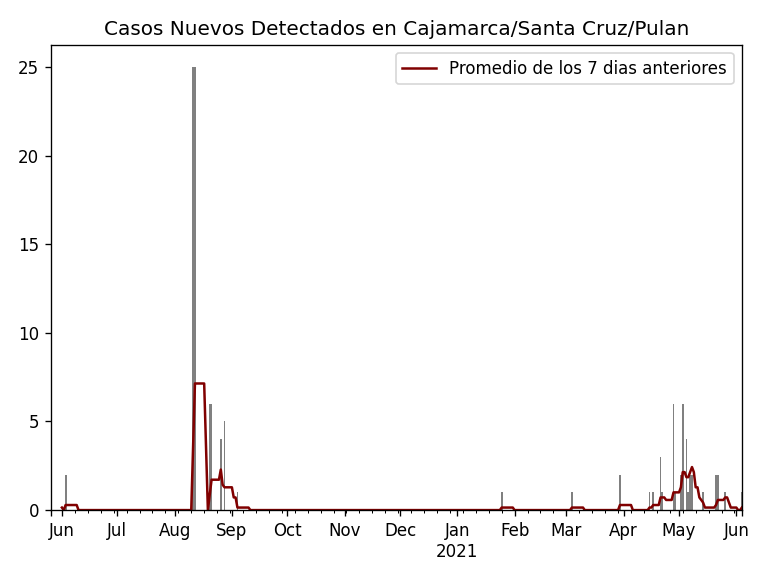 Casos Nuevos Detectados en Cajamarca/Santa Cruz/Pulan
Promedio de los 7 dias anteriores
25
20
15
10
5
0
Jun Jul Aug Sep Oct Nov Dec Jan Feb Mar Apr May Jun
2021